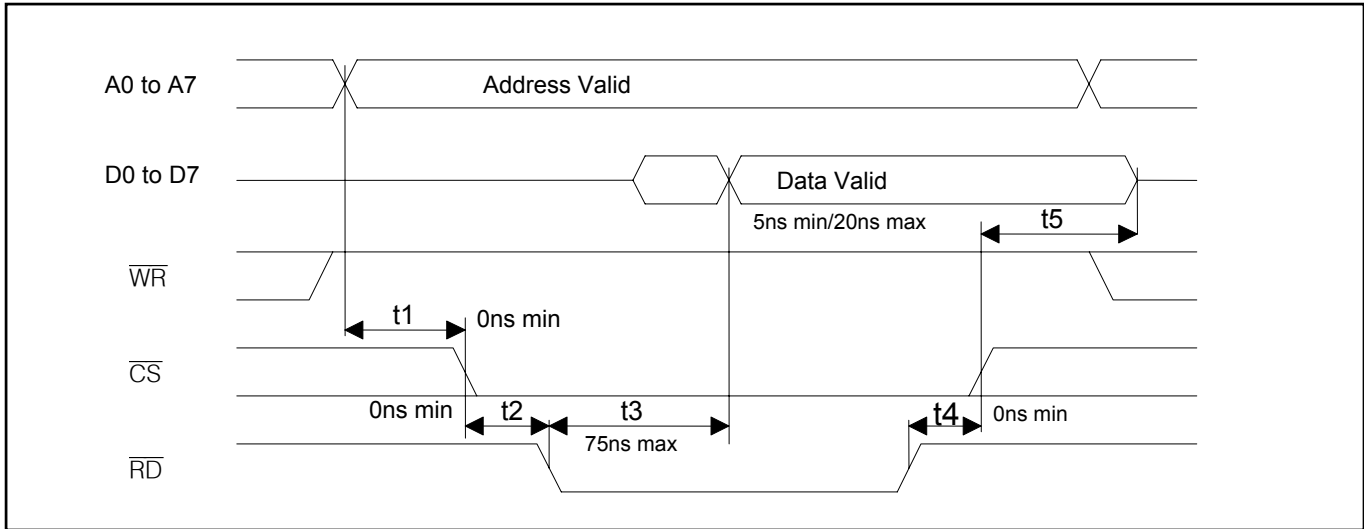 A0 to A7
Address Valid
D0 to D7
Data Valid
5ns min/20ns max
t5
WR
t1
0ns min
CS
0ns min
t2
t3
t4
0ns min
75ns max
RD